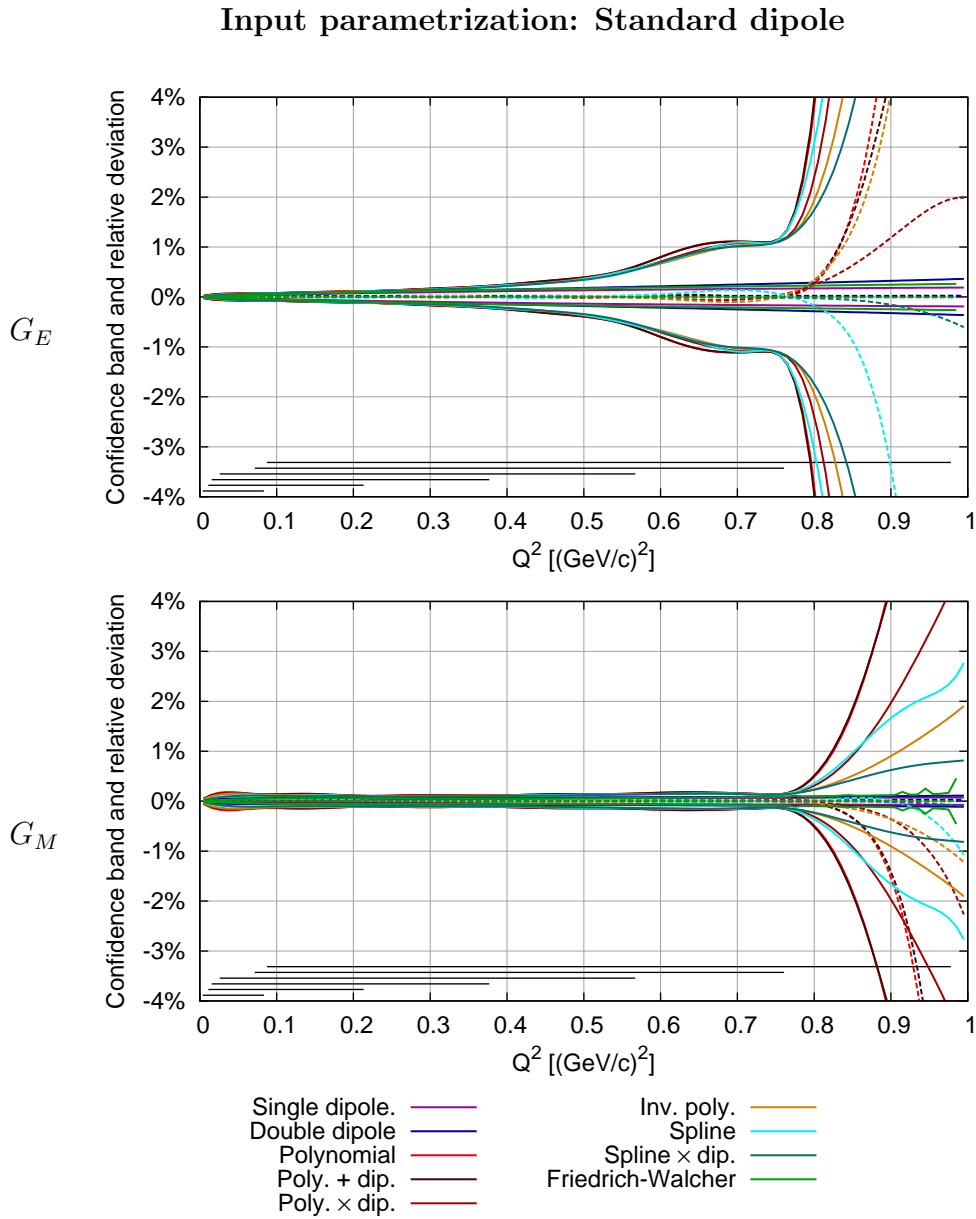 Input parametrization: Standard dipole
G_E
Confidence band and relative deviation
4%
3%
2%
1%
0%
-1%
-2%
-3%
-4%
0 0.1 0.2 0.3 0.4 0.5 0.6 0.7 0.8 0.9 1
Q^2 [(GeV/c)^2]
G_M
Confidence band and relative deviation
4%
3%
2%
1%
0%
-1%
-2%
-3%
-4%
0 0.1 0.2 0.3 0.4 0.5 0.6 0.7 0.8 0.9 1
Q^2 [(GeV/c)^2]
Single dipole.
Double dipole
Polynomial
Poly. + dip.
Poly. × dip.
Inv. poly.
Spline
Spline × dip.
Friedrich-Walcher